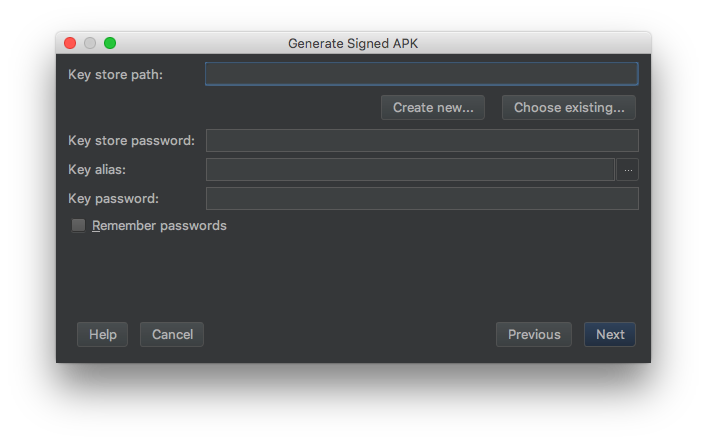 Generate Signed APK
Key store path:
Create new... Choose existing...
Key store password:
Key alias: ...
Key password:
Remember passwords
Help Cancel Previous Next